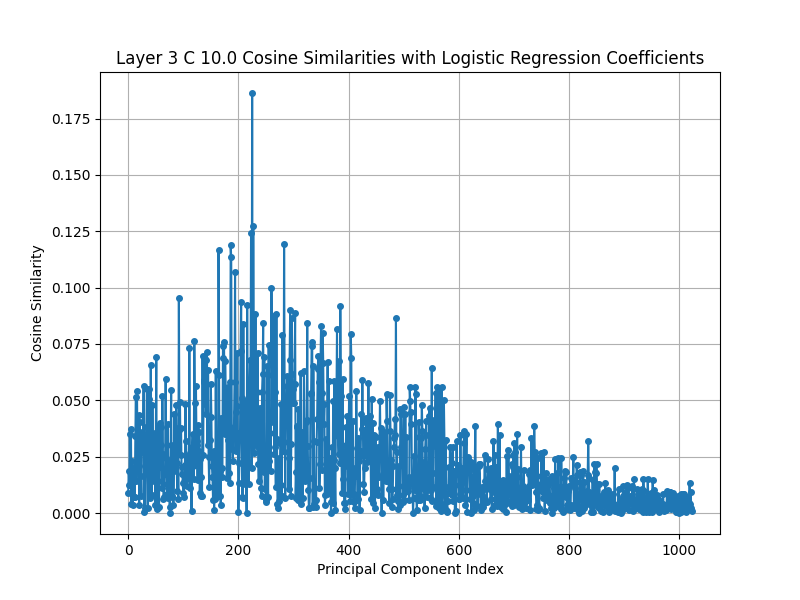 Layer 3 C 10.0 Cosine Similarities with Logistic Regression Coefficients
0.175
0.150
0.125
0.100
0.075
0.050
0.025
0.000
Cosine Similarity
0 200 400 600 800 1000
Principal Component Index